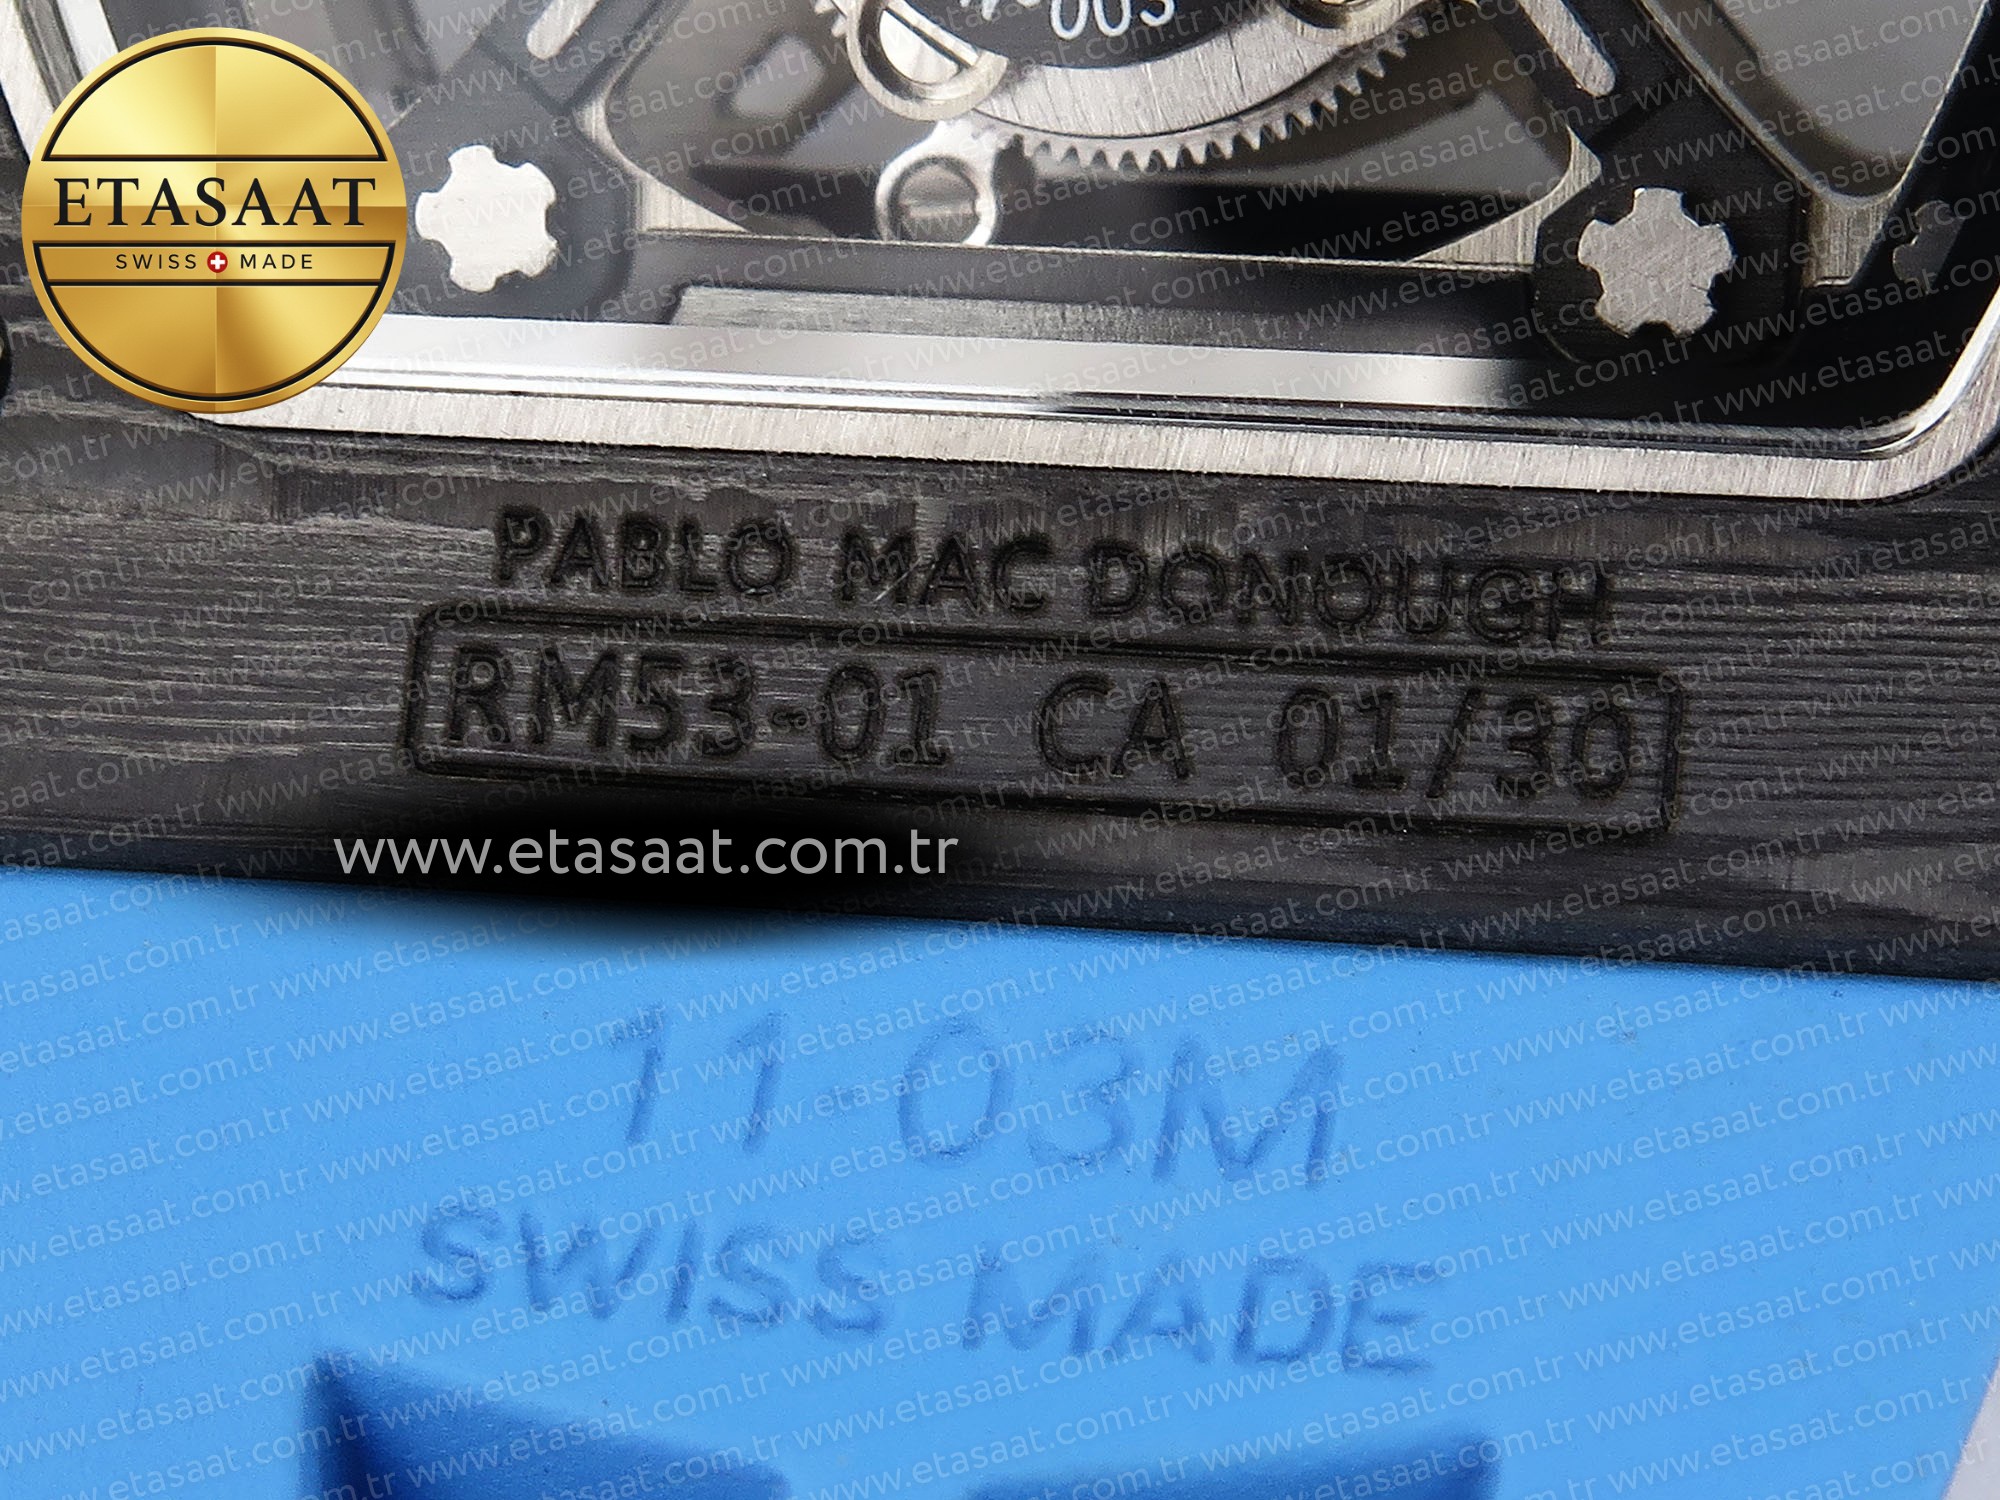 003
ETASAAT
SWISS MADE
PABLO MAC DONOUGH
RM53-01 CA 01/30
www.etasaat.com.tr
11-03M
SWISS MADE